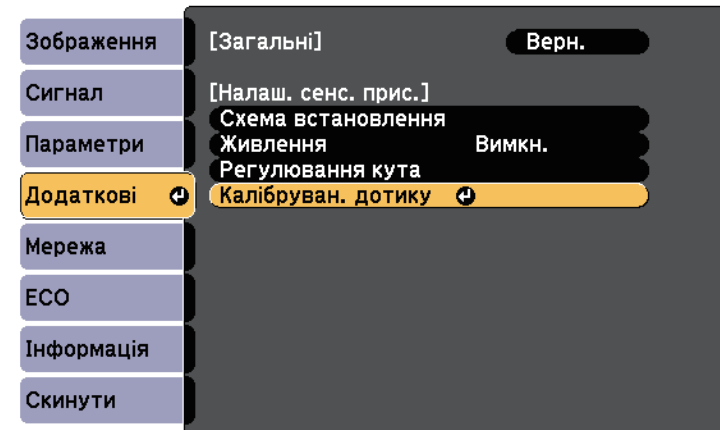 Зображення
Сигнал
Параметри
Додаткові
Мережа
ECO
Інформація
Скинути
[Загальні] Верн.
[Налаш. сенс. прис.]
Схема встановлення
Живлення Вимкн.
Регулювання кута
Калібруван. дотику